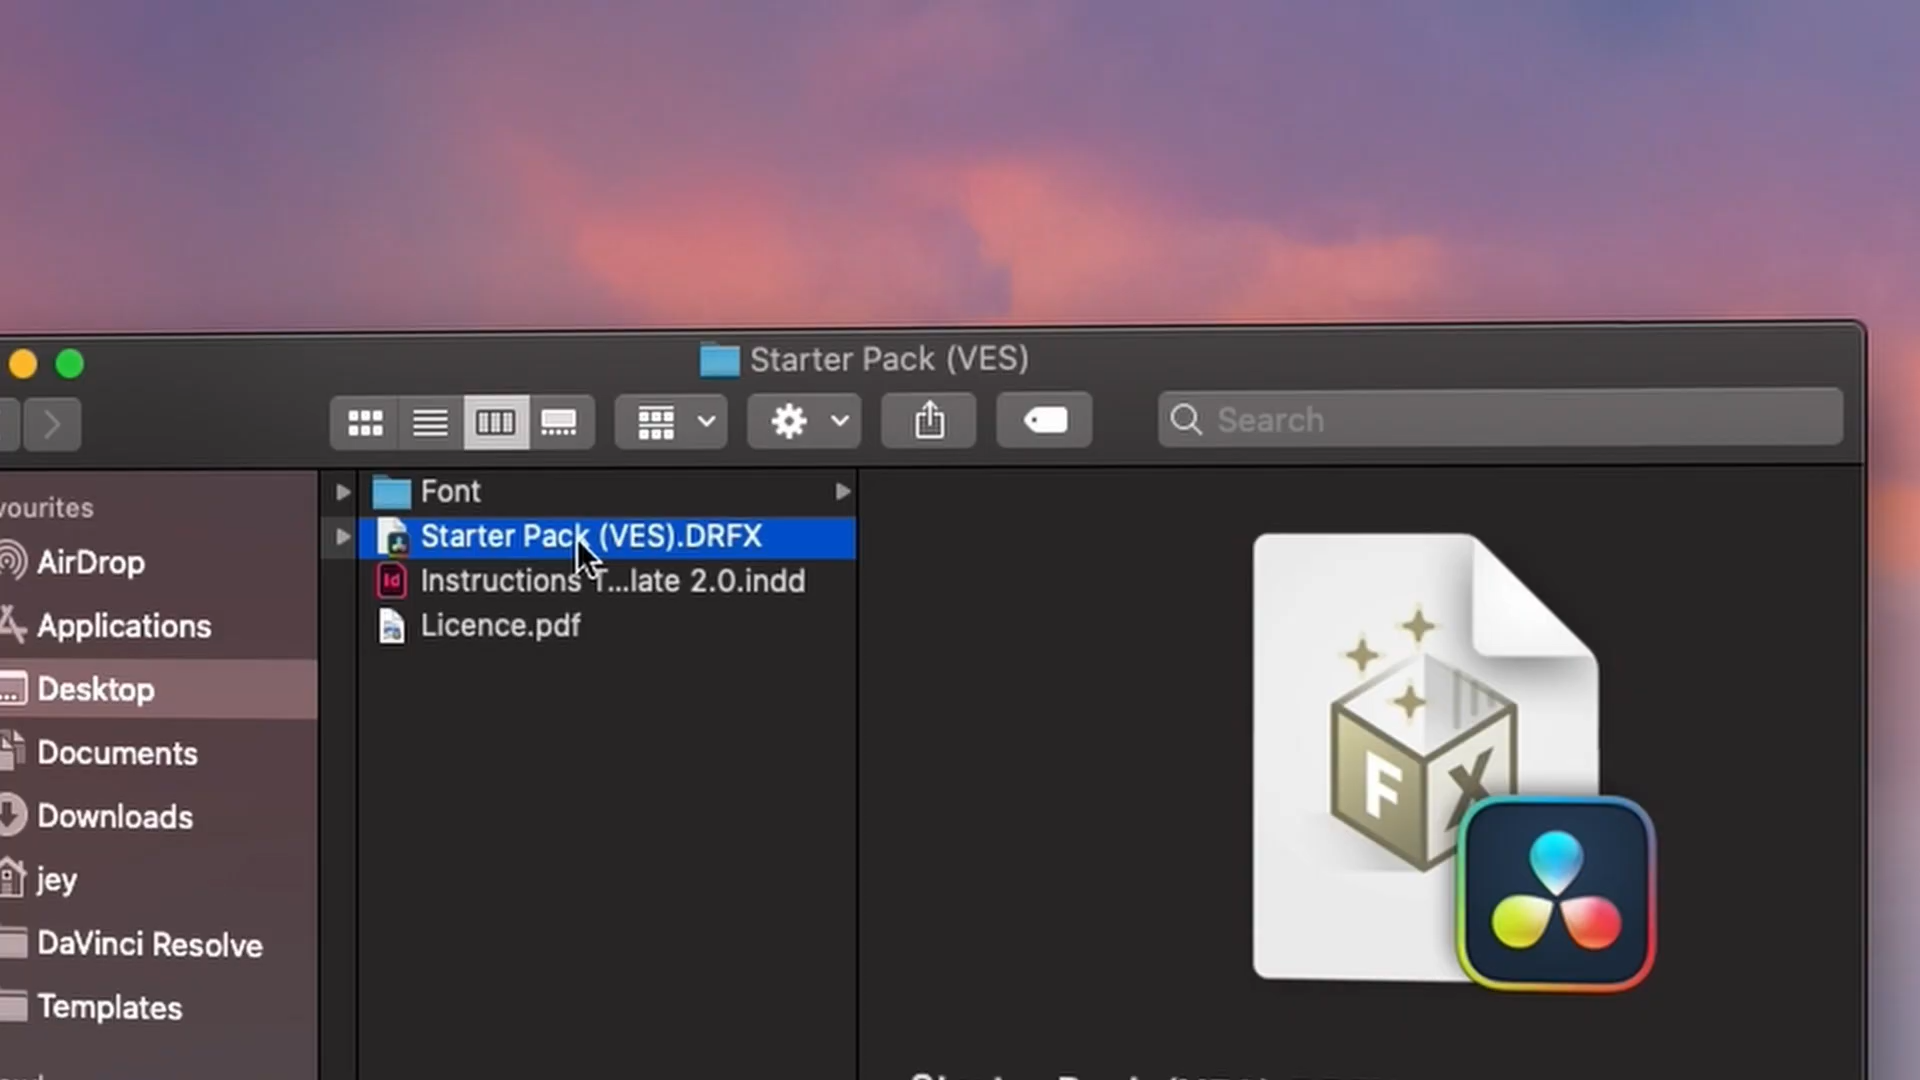 Starter Pack (VES)
Search
vourites
AirDrop
Applications
Desktop
Documents
Downloads
jey
DaVinci Resolve
Templates
Font
Starter Pack (VES).DRFX
Instructions T...late 2.0.indd
Licence.pdf
Id
F X